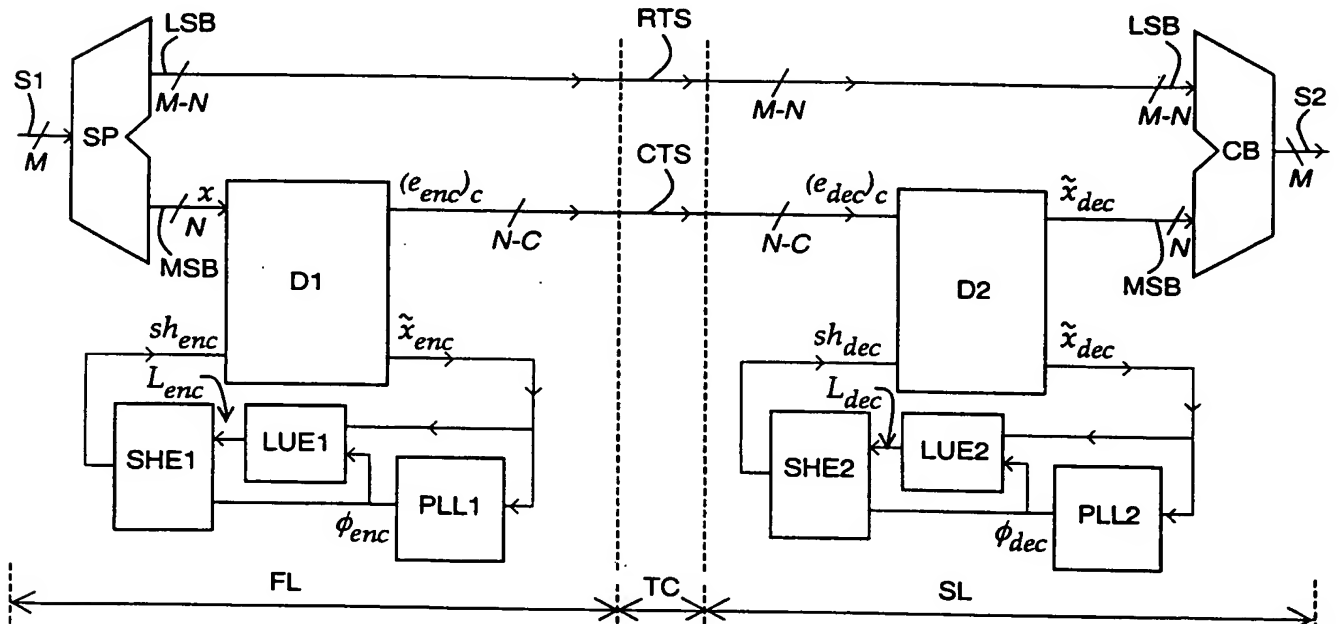 LSB
RTS
LSB
S1
M-N
M-N
M-N
S2
SP
M
CTS
CB
M
x
N
(e_enc)_c
N-C
(e_dec)_c
N-C
x̃_dec
N
MSB
D1
D2
MSB
sh_enc
x̃_enc
sh_dec
x̃_dec
L_enc
L_dec
SHE1
LUE1
SHE2
LUE2
PLL1
PLL2
ϕ_enc
ϕ_dec
FL
TC
SL